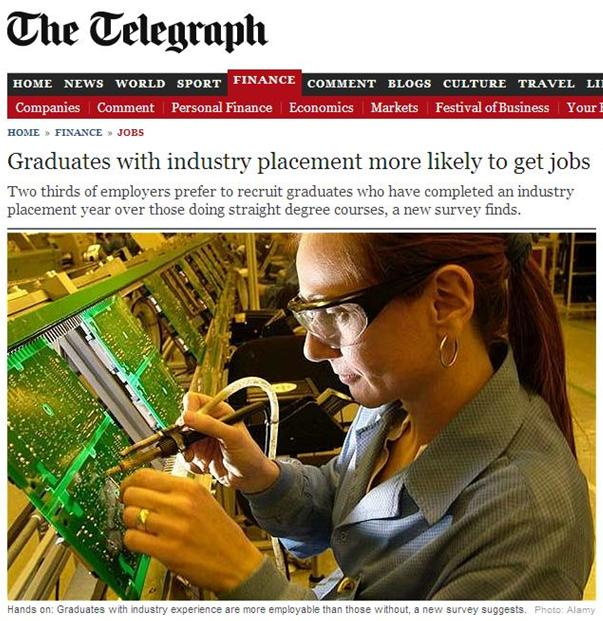 The Telegraph
HOME NEWS WORLD SPORT FINANCE COMMENT BLOGS CULTURE TRAVEL
Companies Comment Personal Finance Economics Markets Festival of Business Your
HOME » FINANCE » JOBS
Graduates with industry placement more likely to get jobs
Two thirds of employers prefer to recruit graduates who have completed an industry
placement year over those doing straight degree courses, a new survey finds.
Hands on: Graduates with industry experience are more employable than those without, a new survey suggests. Photo: Alamy